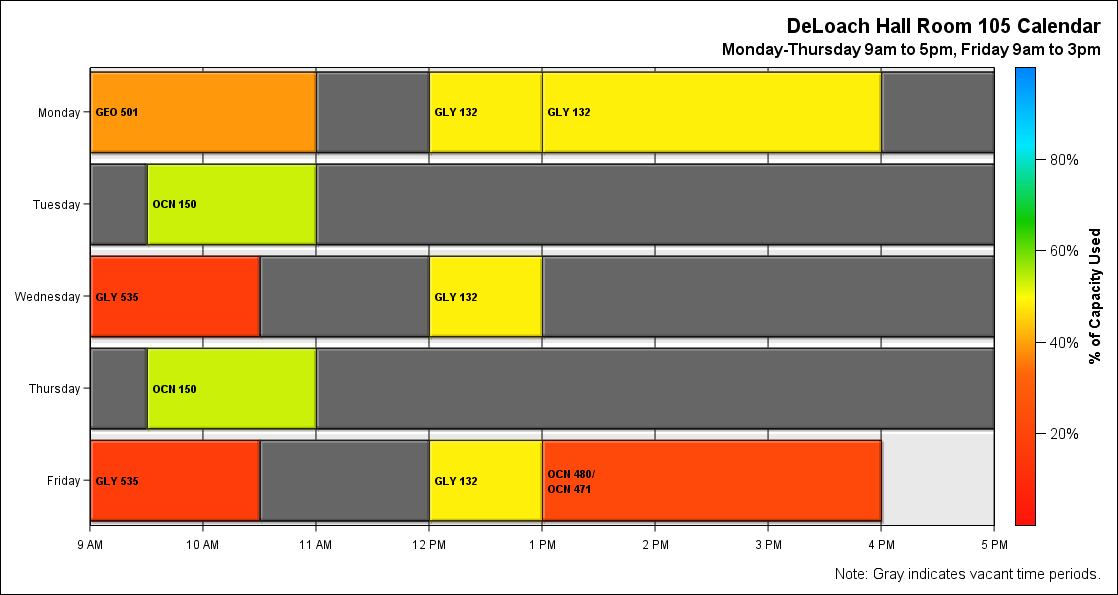 DeLoach Hall Room 105 Calendar
Monday-Thursday 9am to 5pm, Friday 9am to 3pm
Monday
GEO 501
GLY 132
GLY 132
Tuesday
OCN 150
Wednesday
GLY 535
GLY 132
Thursday
OCN 150
Friday
GLY 535
GLY 132
OCN 480/
OCN 471
9 AM
10 AM
11 AM
12 PM
1 PM
2 PM
3 PM
4 PM
5 PM
80%
60%
40%
20%
% of Capacity Used
Note: Gray indicates vacant time periods.